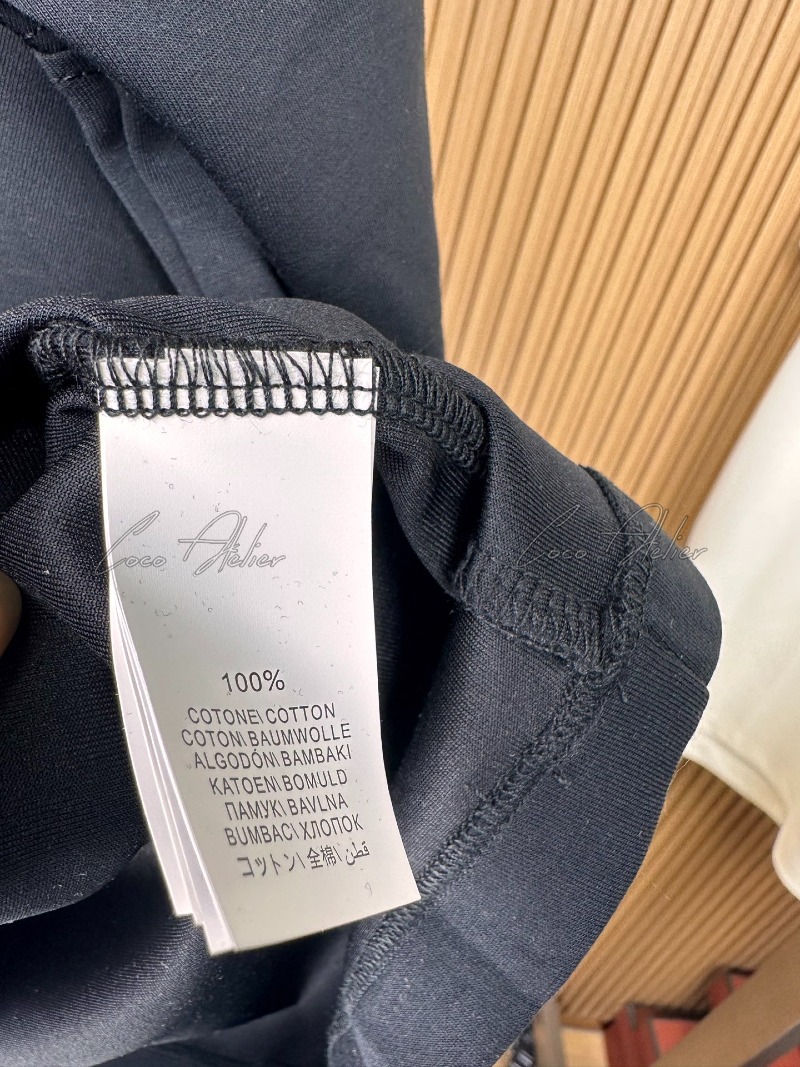 Coco Atelier Coco Atelier
100%
COTONE\ COTTON
COTON\ BAUMWOLLE
ALGODÓN\ BAMBAKI
KATOEN\ BOMULD
ПАМУК\ BAVLNA
BUMBAC\ ХЛОПОК
コットン\ 全棉\ قطن